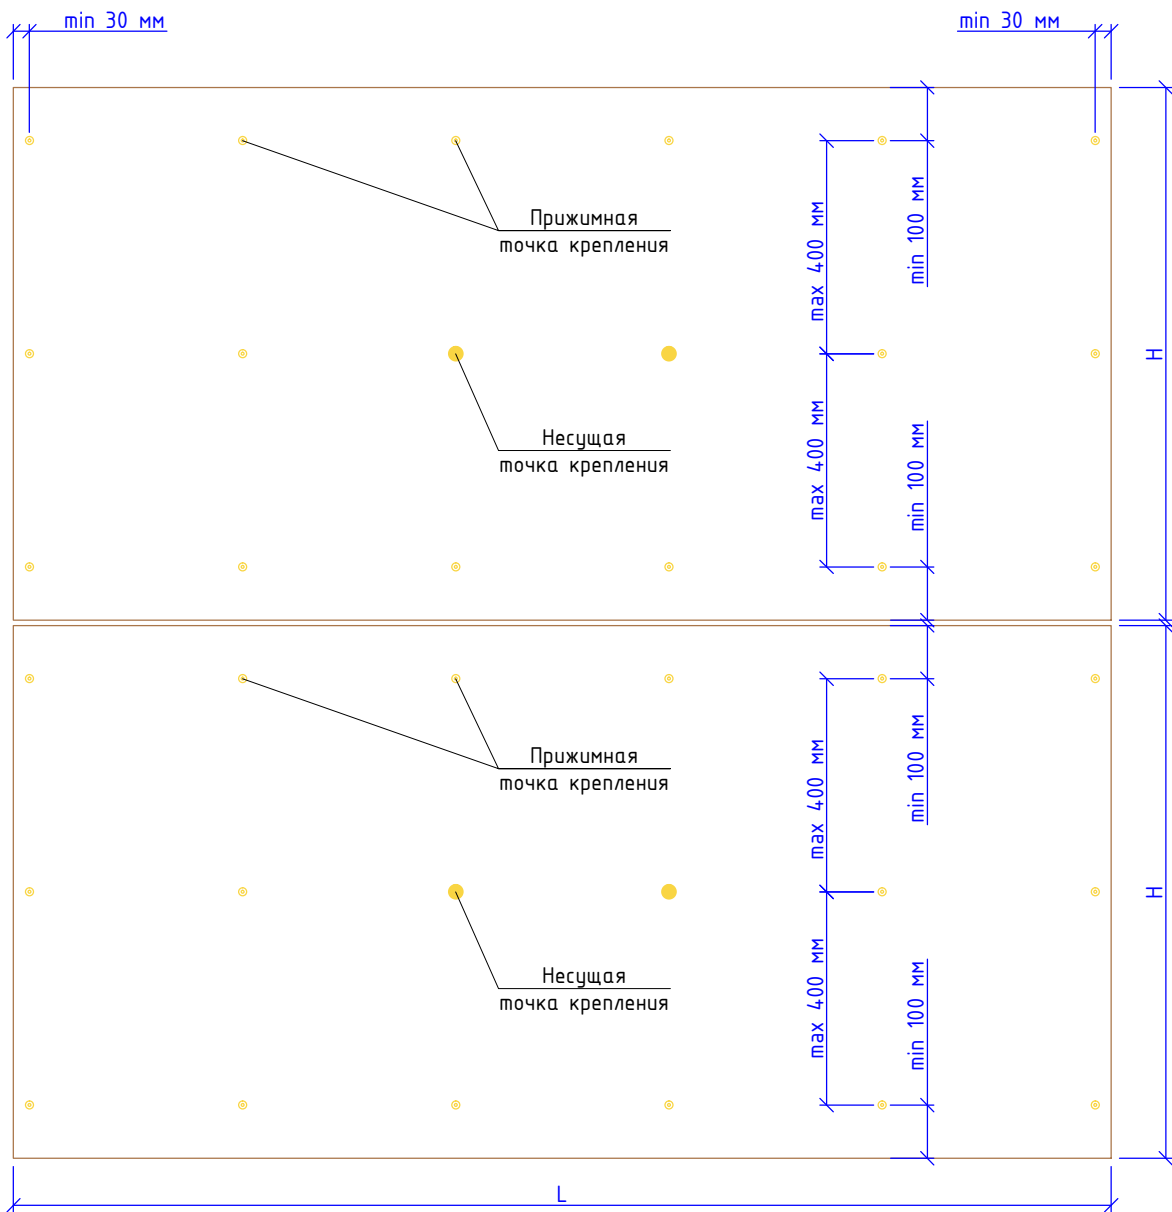 min 30 мм
min 30 мм
Прижимная
точка крепления
max 400 мм
min 100 мм
H
Несущая
точка крепления
max 400 мм
min 100 мм
Прижимная
точка крепления
max 400 мм
min 100 мм
H
Несущая
точка крепления
max 400 мм
min 100 мм
L